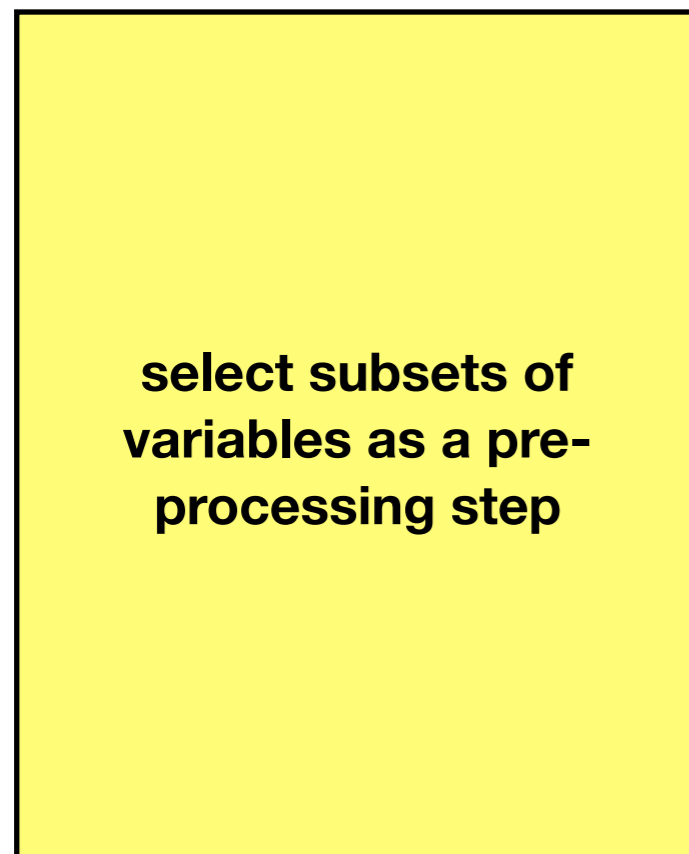 select subsets of
variables as a pre-
processing step